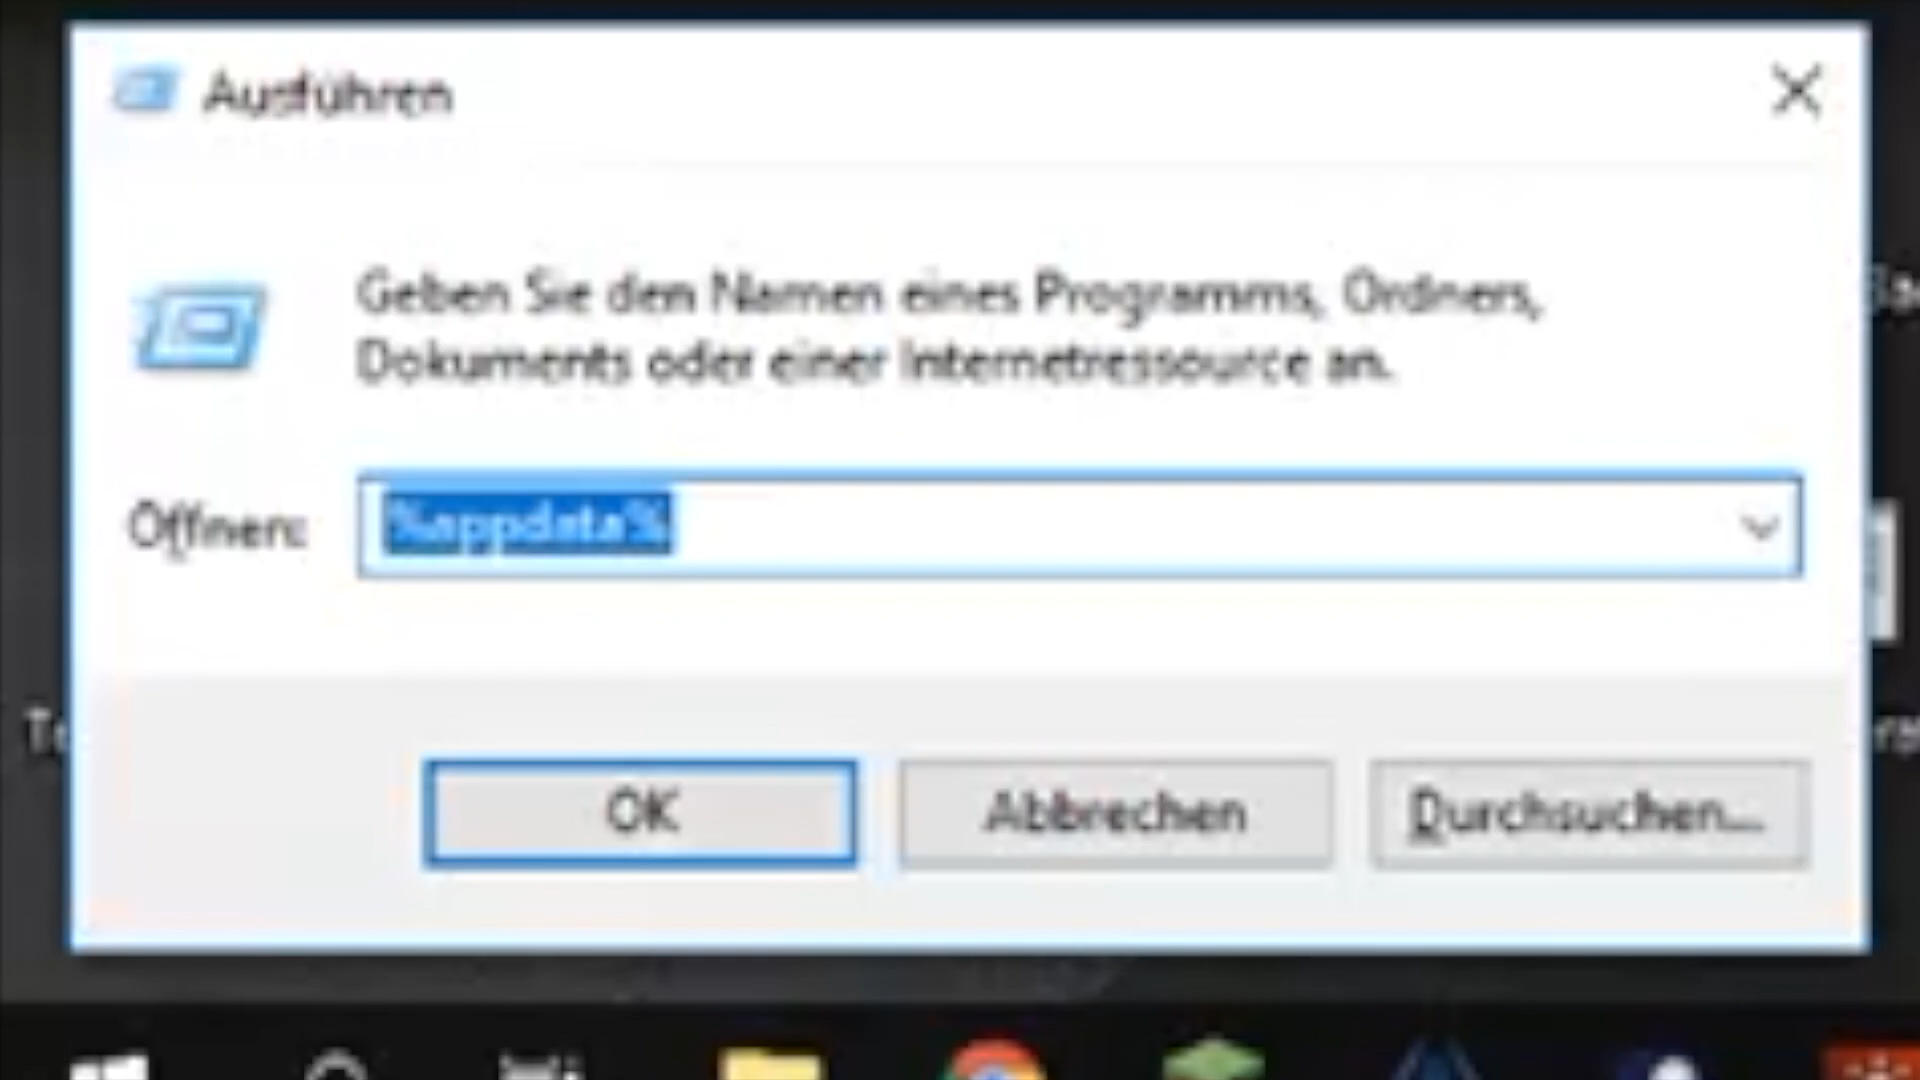 Ausführen
Geben Sie den Namen eines Programms, Ordners,
Dokuments oder einer Internetressource an.
Öffnen: %appdata%
OK Abbrechen Durchsuchen...